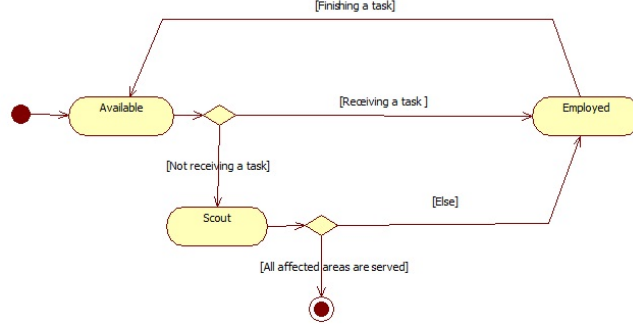 [Finishing a task]
Available
[Receiving a task ]
Employed
[Not receiving a task]
Scout
[Else]
[All affected areas are served]